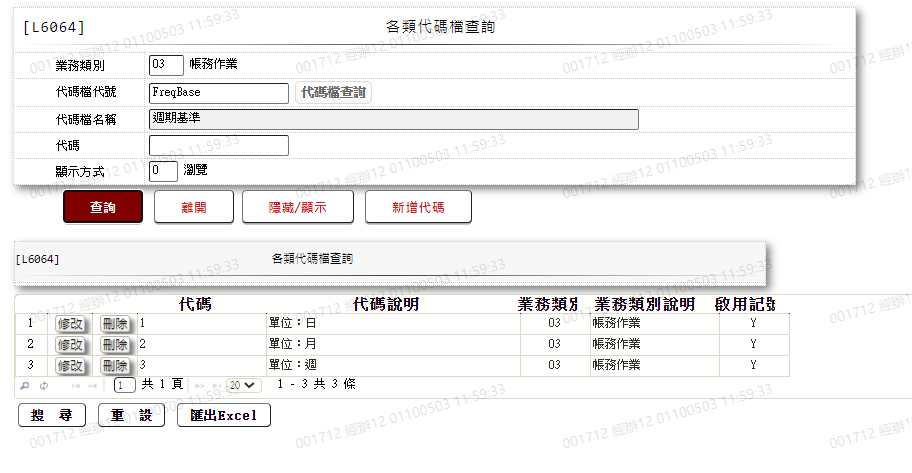 [L6064] 各類代碼檔查詢
業務類別 03 帳務作業
代碼檔代號 FreqBase 代碼檔查詢
代碼檔名稱 週期基準
代碼
顯示方式 0 瀏覽
查詢 離開 隱藏/顯示 新增代碼
[L6064] 各類代碼檔查詢
代碼 代碼說明 業務類別 業務類別說明 啟用記號
1 修改 刪除 1 單位：日 03 帳務作業 Y
2 修改 刪除 2 單位：月 03 帳務作業 Y
3 修改 刪除 3 單位：週 03 帳務作業 Y
1 共 1 頁 20 1 - 3 共 3 條
搜 尋 重 設 匯出Excel
001712 經辦12 01100503 11:59:33